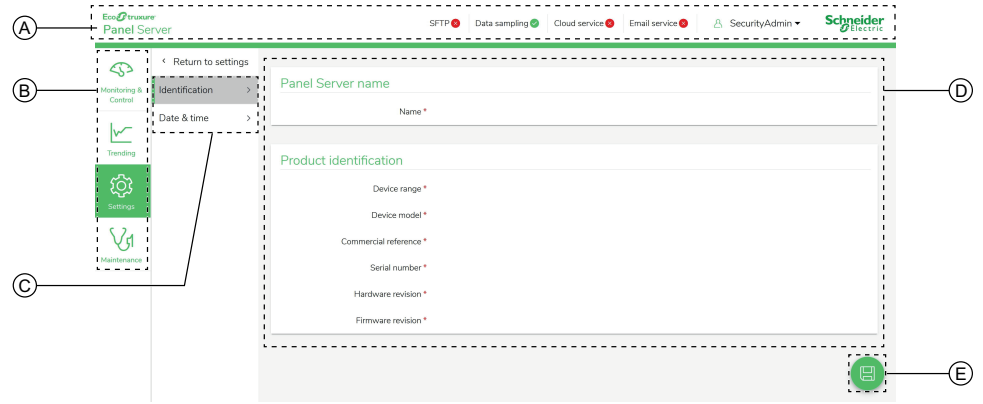 EcoStruxure
Panel Server
SFTP Data sampling Cloud service Email service SecurityAdmin
Schneider
Electric
A
B
C
D
E
Monitoring &
Control
Trending
Settings
Maintenance
Return to settings
Identification
Date & time
Panel Server name
Name *
Product identification
Device range *
Device model *
Commercial reference *
Serial number *
Hardware revision *
Firmware revision *